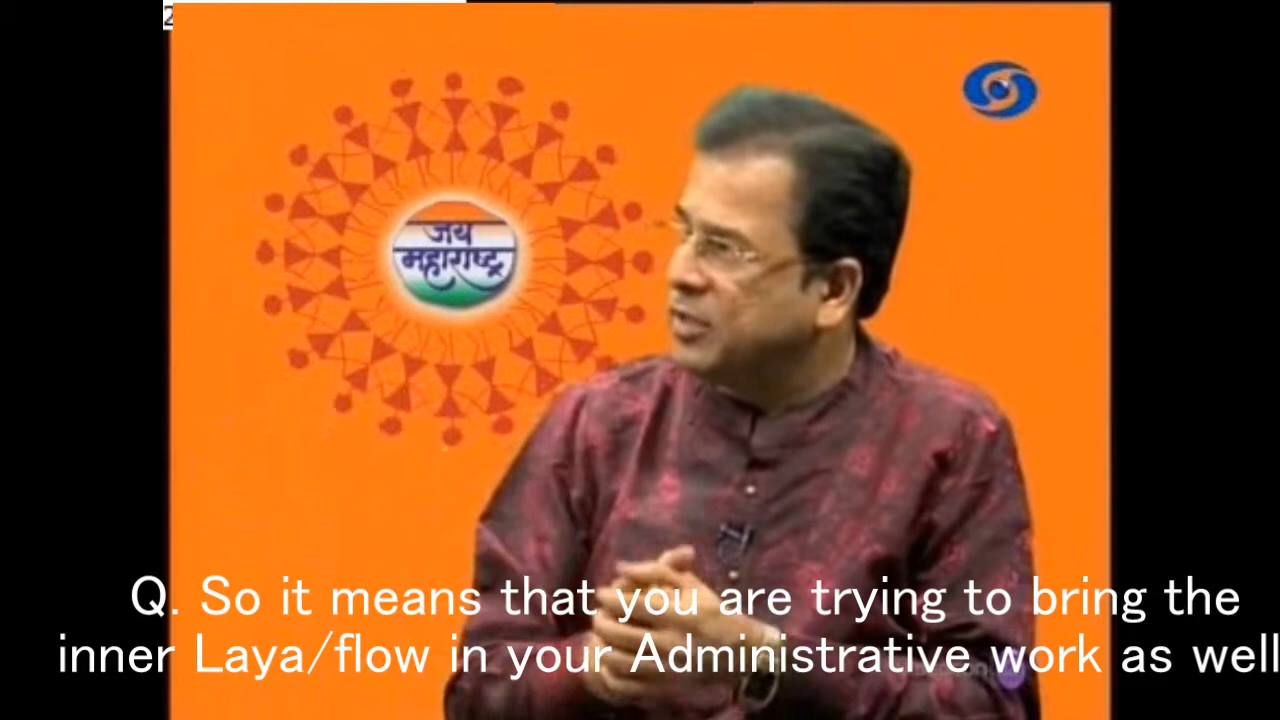 2
जय
महाराष्ट्र
Q. So it means that you are trying to bring the
inner Laya/flow in your Administrative work as well